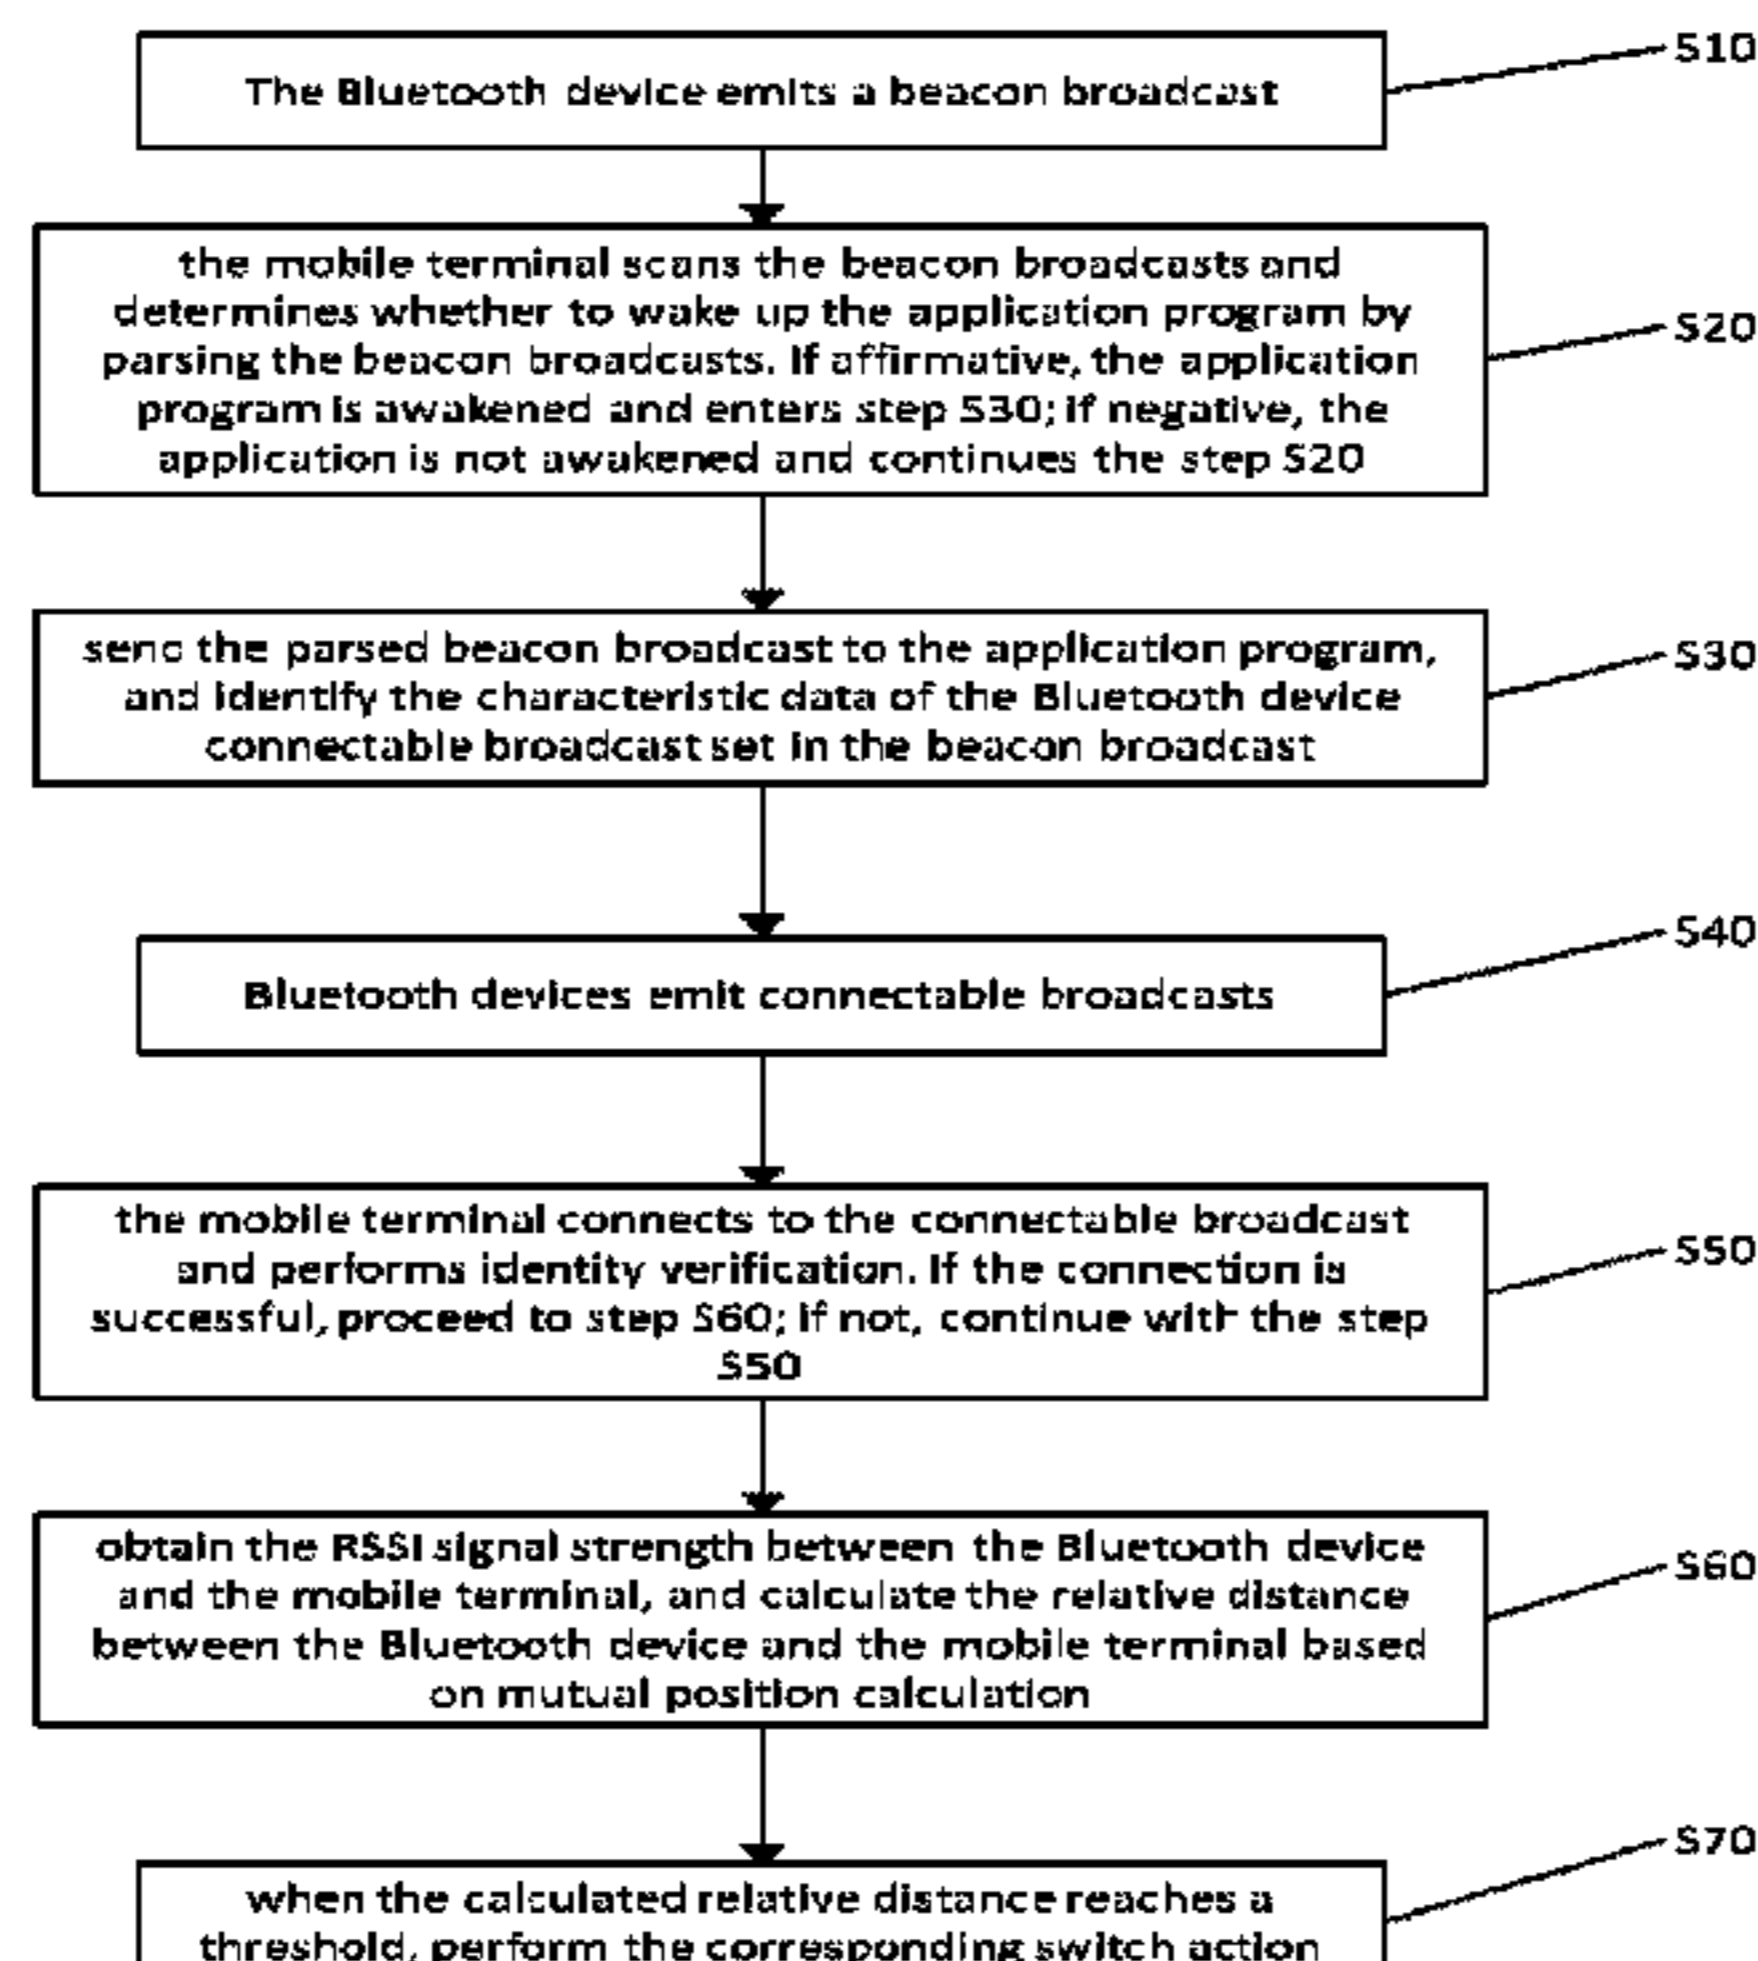 The Bluetooth device emits a beacon broadcast
S10
the mobile terminal scans the beacon broadcasts and
determines whether to wake up the application program by
parsing the beacon broadcasts. If affirmative, the application
program is awakened and enters step S30; if negative, the
application is not awakened and continues the step S20
S20
send the parsed beacon broadcast to the application program,
and identify the characteristic data of the Bluetooth device
connectable broadcast set in the beacon broadcast
S30
Bluetooth devices emit connectable broadcasts
S40
the mobile terminal connects to the connectable broadcast
and performs identity verification. If the connection is
successful, proceed to step S60; if not, continue with the step
S50
S50
obtain the RSSI signal strength between the Bluetooth device
and the mobile terminal, and calculate the relative distance
between the Bluetooth device and the mobile terminal based
on mutual position calculation
S60
when the calculated relative distance reaches a
threshold, perform the corresponding switch action
S70